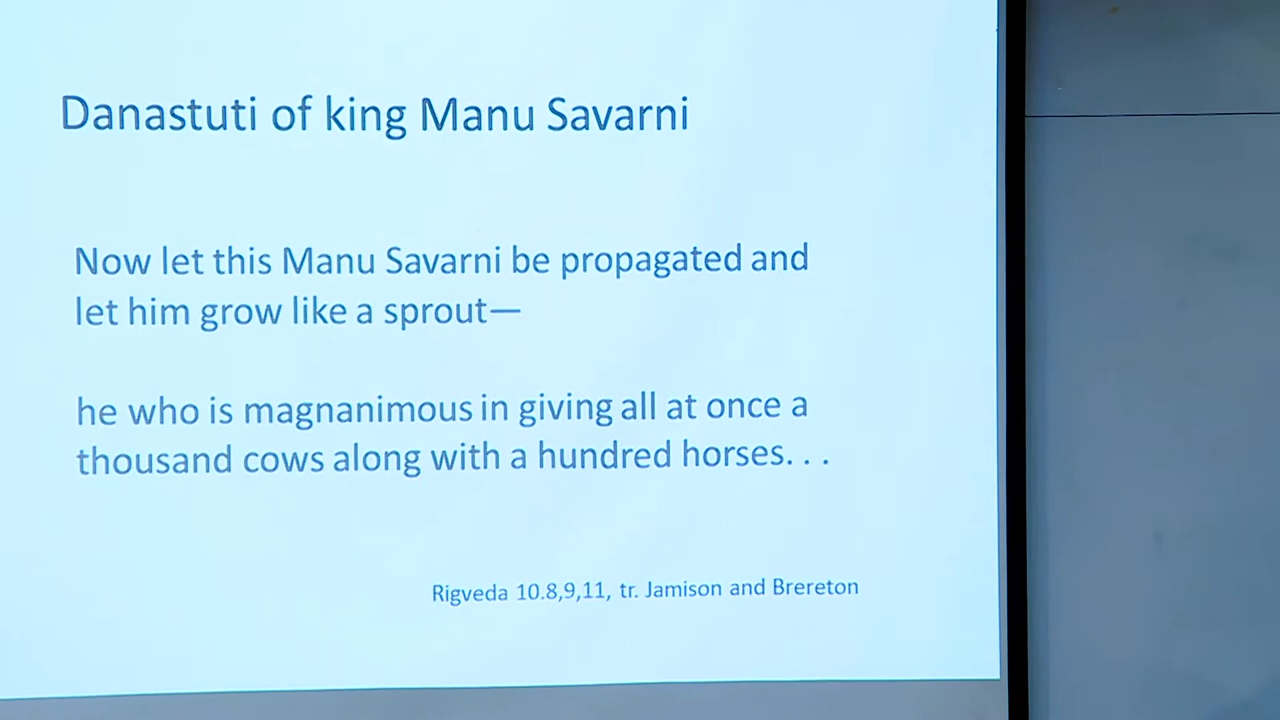 Danastuti of king Manu Savarni
Now let this Manu Savarni be propagated and
let him grow like a sprout—
he who is magnanimous in giving all at once a
thousand cows along with a hundred horses. . .
Rigveda 10.8,9,11, tr. Jamison and Brereton